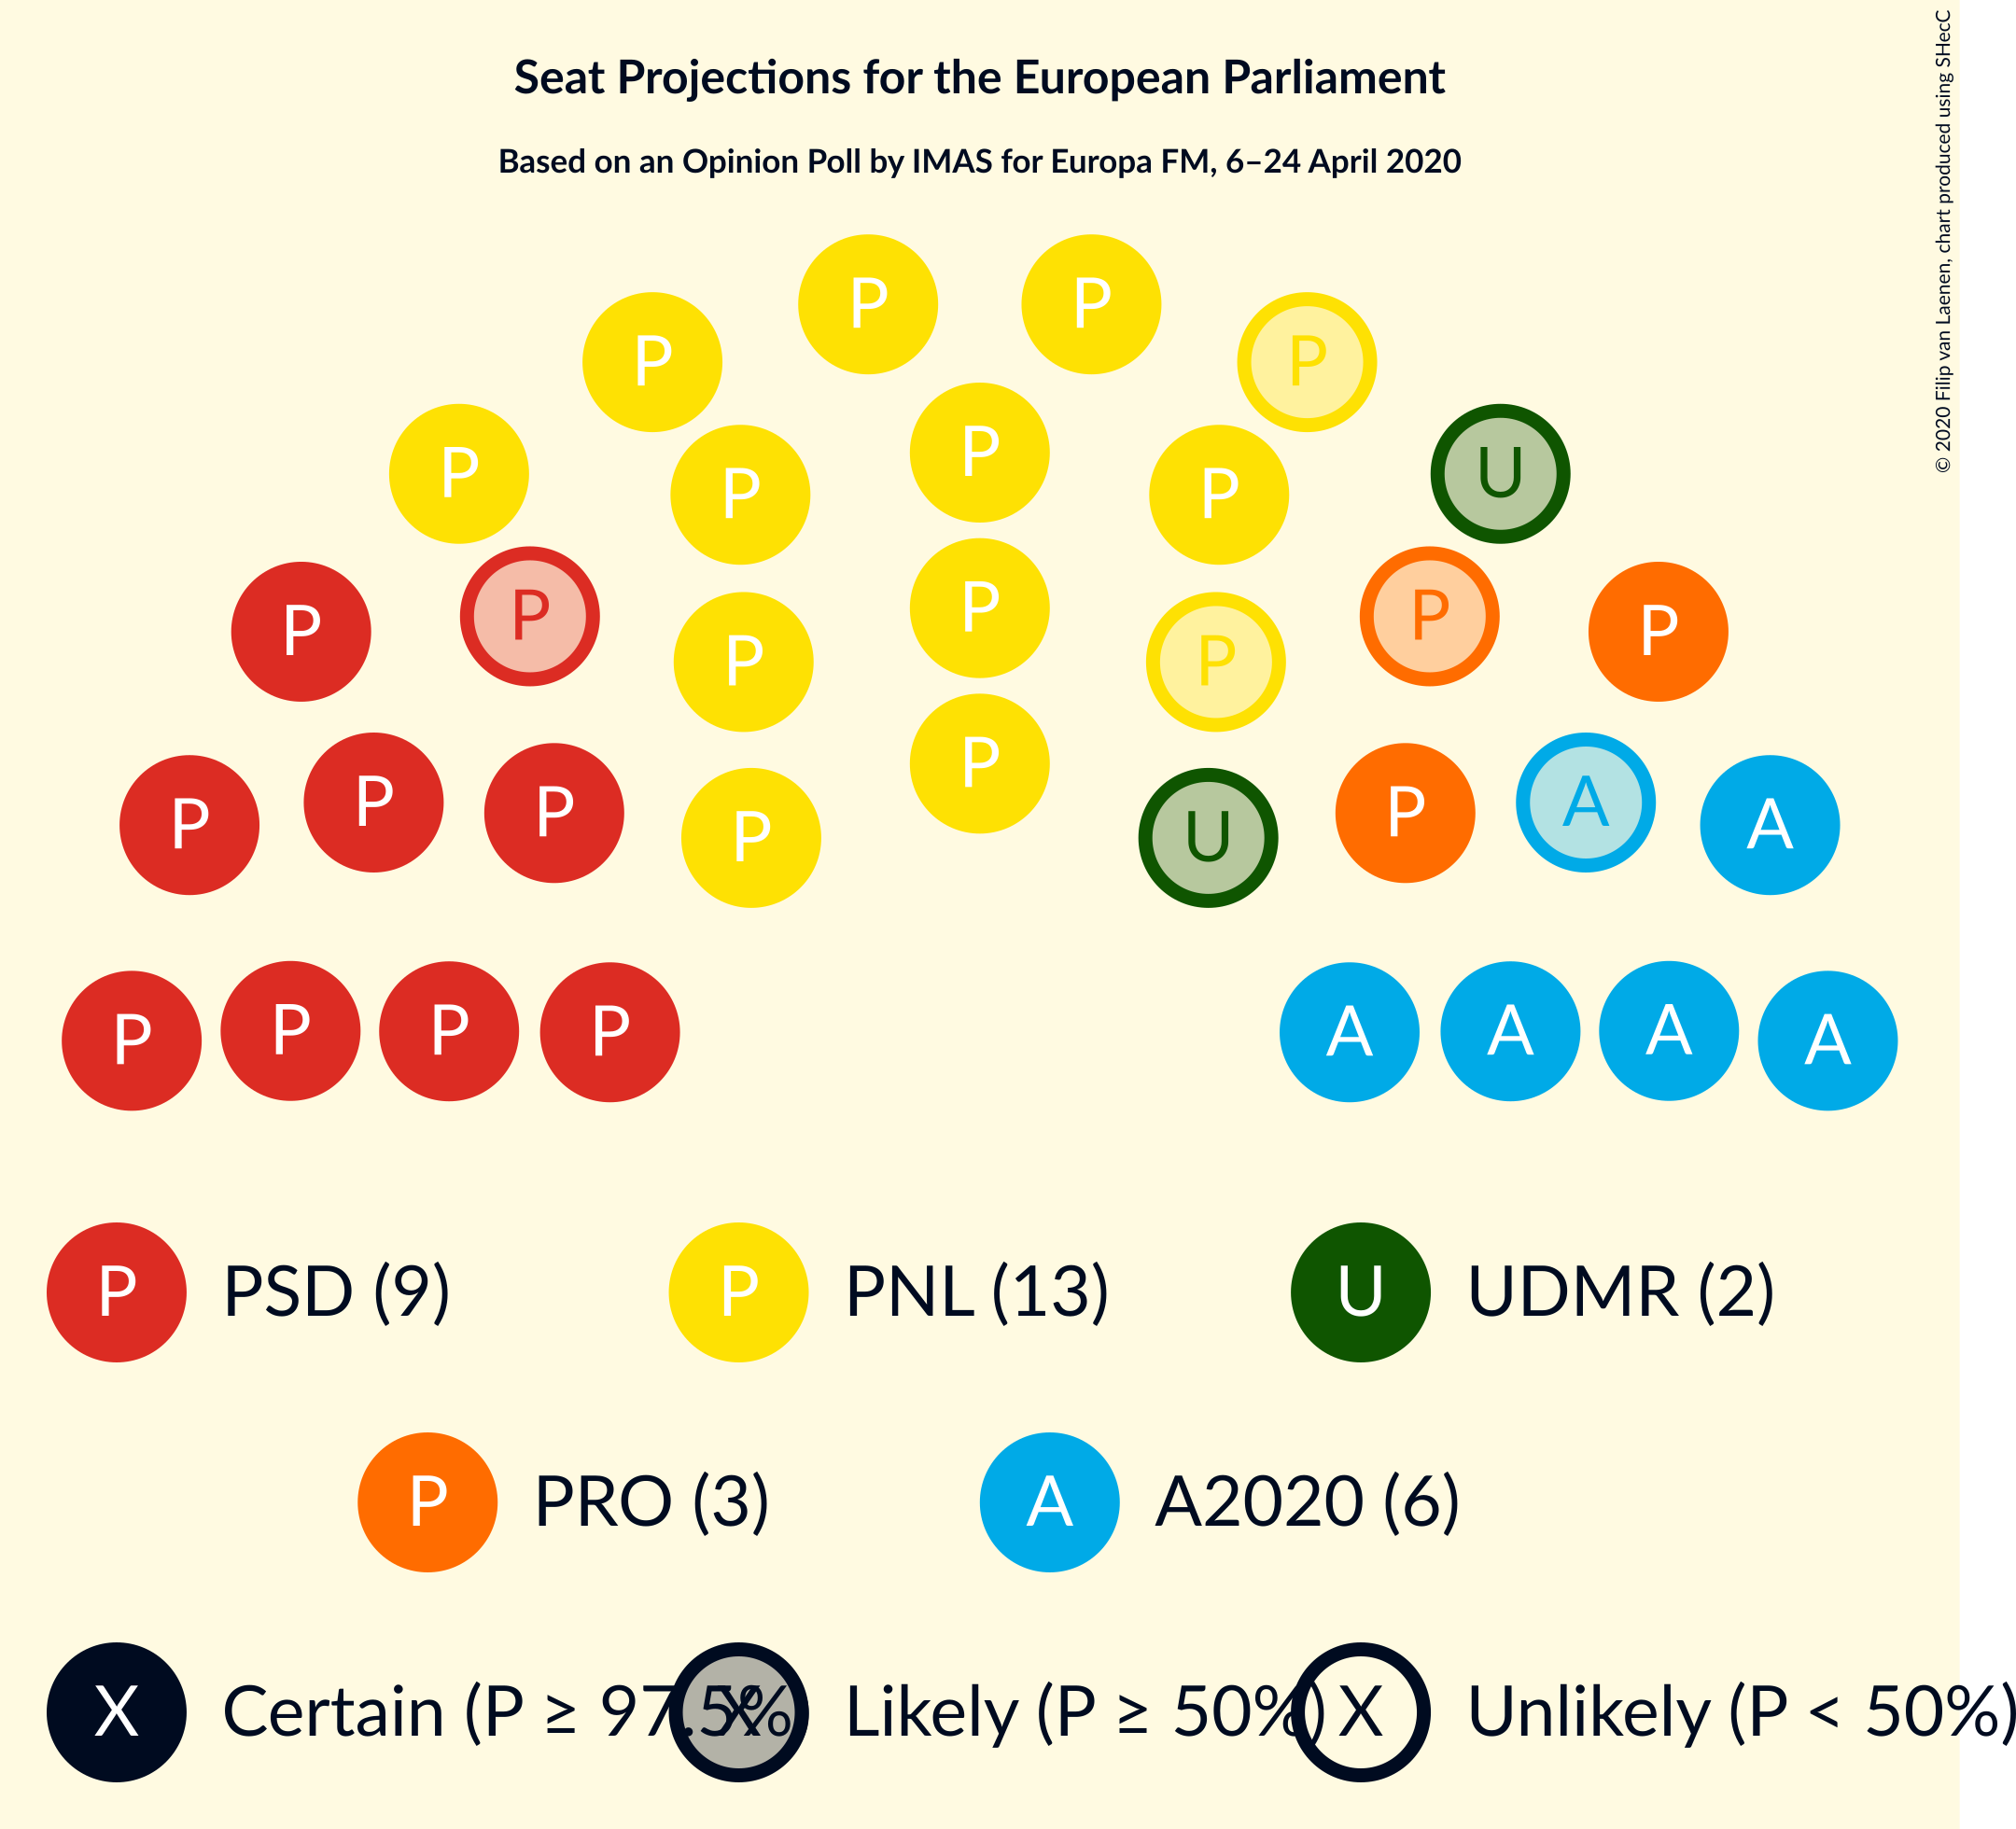 Seat Projections for the European Parliament
Based on an Opinion Poll by IMAS for Europa FM, 6–24 April 2020
© 2020 Filip van Laenen, chart produced using SHecC
P P
P P
P P P
P P U
P P P P P
P P P
P P P P A A
P U
P P P P A A A A
P PSD (9) P PNL (13) U UDMR (2)
P PRO (3) A A2020 (6)
X Certain (P ≥ 97.5% X Likely (P ≥ 50%) X Unlikely (P < 50%)